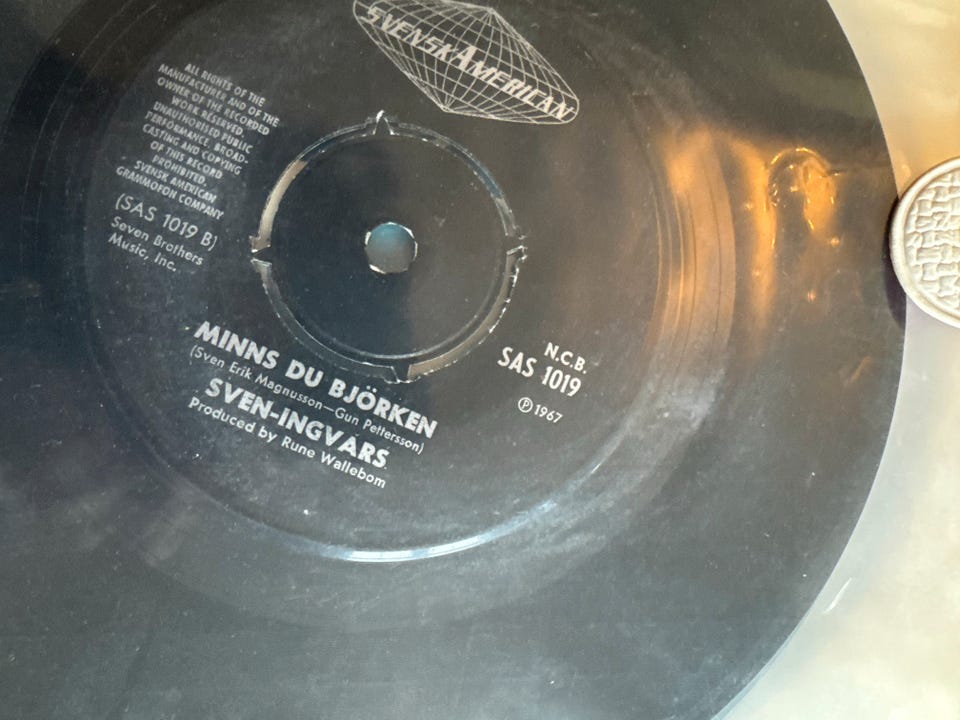 SVENSKAMERICAN
ALL RIGHTS OF THE
MANUFACTURES AND OF THE
OWNER OF THE RECORDED
WORK RESERVED.
UNAUTHORISED PUBLIC
PERFORMANCE, BROAD-
CASTING AND COPYING
OF THIS RECORD
PROHIBITED.
SVENSK AMERICAN
GRAMMOFON COMPANY
(SAS 1019 B)
Seven Brothers
Music, Inc.
N.C.B.
SAS 1019
Ⓟ 1967
MINNS DU BJÖRKEN
(Sven Erik Magnusson—Gun Pettersson)
SVEN-INGVARS
Produced by Rune Wallebom